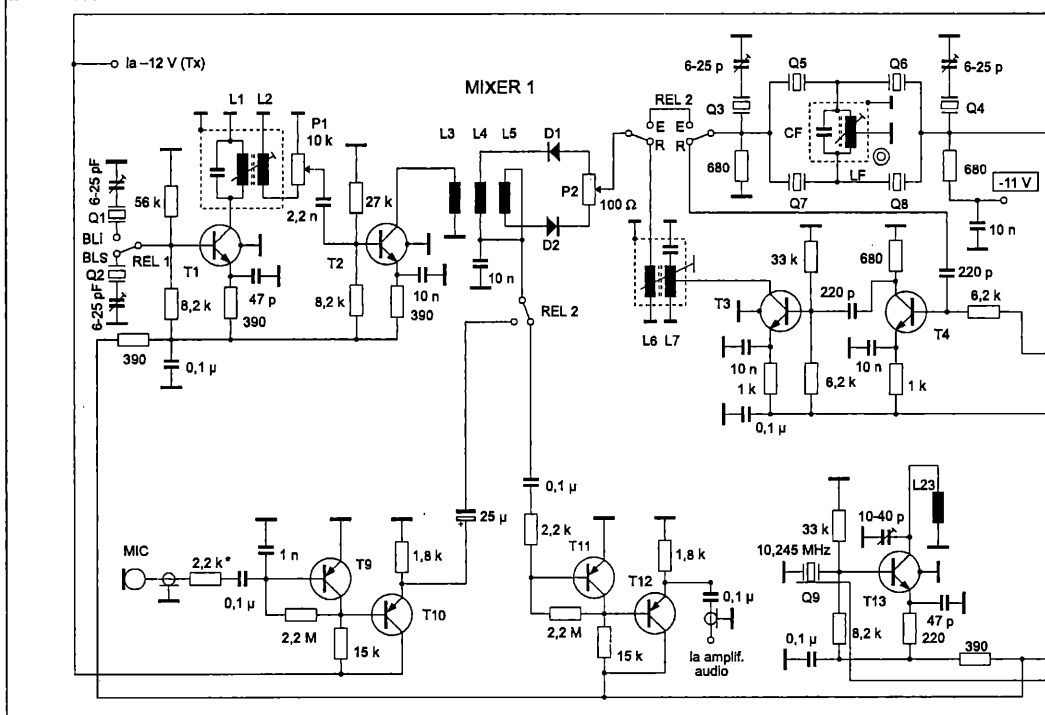 la –12 V (Tx)
L1
L2
P1
10 k
MIXER 1
L3
L4
L5
D1
REL 2
E
E
R
R
P2
100 Ω
D2
6-25 p
Q3
680
Q5
Q6
CF
LF
Q7
Q8
6-25 p
Q4
680
-11 V
10 n
6-25 pF
Q1
BLi
BLs
Q2
6-25 pF
REL 1
56 k
T1
8,2 k
390
47 p
390
0,1 µ
2,2 n
27 k
T2
8,2 k
10 n
390
10 n
REL 2
L6
L7
33 k
T3
220 p
680
220 p
T4
6,2 k
10 n
1 k
6,2 k
10 n
1 k
0,1 µ
MIC
2,2 k*
0,1 µ
1 n
T9
2,2 M
15 k
1,8 k
T10
25 µ
0,1 µ
2,2 k
T11
2,2 M
15 k
1,8 k
T12
0,1 µ
la amplif.
audio
33 k
10-40 p
L23
10,245 MHz
Q9
T13
47 p
8,2 k
220
0,1 µ
390